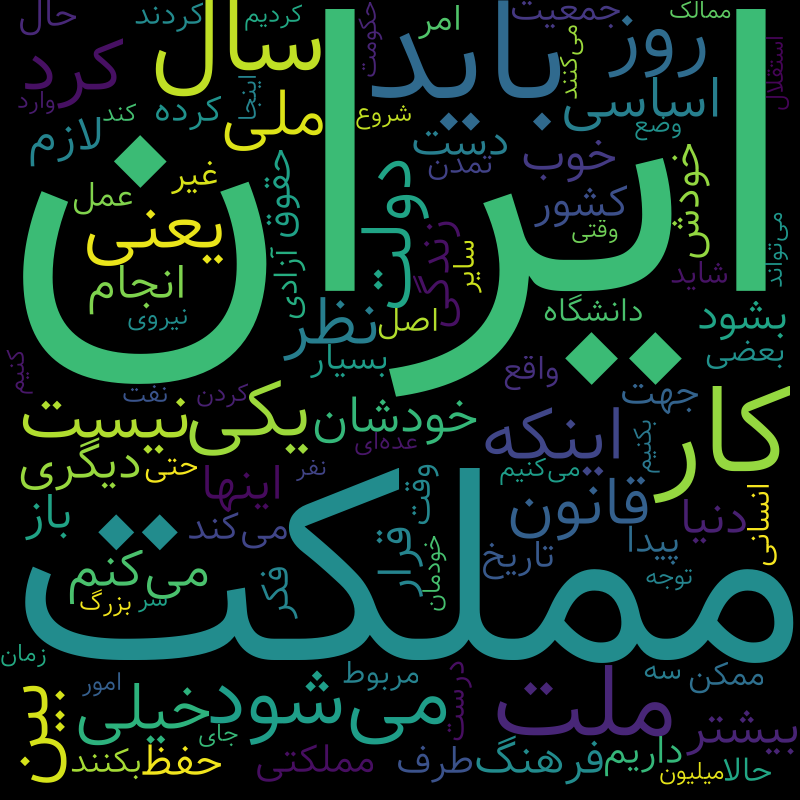 حال
کردند
سال
کردیم
حکومت
امر
جمعیت
ممالک
ایران
باید
روز
می‌کنند
استقلال
کرد
وارد
کند
کرده
اینجا
ملی
شروع
اساسی
وضع
لازم
دست
تمدن
خوب
خودش
غیر
عمل
حقوق
دولت
کشور
وقتی
می‌تواند
یعنی
زندگی
سایر
شاید
انجام
آزادی
نیروی
نظر
اصل
دانشگاه
بشود
بسیار
بعضی
واقع
کنیم
نفت
کردن
جهت
کار
نیست
یکی
خودشان
اینکه
بکنیم
عده‌ای
دیگری
حتی
اینها
نفر
وقت
می‌کنیم
قانون
دنیا
انسانی
باز
می‌کند
قرار
خودمان
تاریخ
پیدا
توجه
مملکت
می‌کنم
فکر
بزرگ
سر
زمان
امور
مربوط
درست
سه
ممکن
بین
خیلی
می‌شود
ملت
بیشتر
جای
بکنند
حفظ
مملکتی
طرف
فرهنگ
داریم
میلیون
حالا